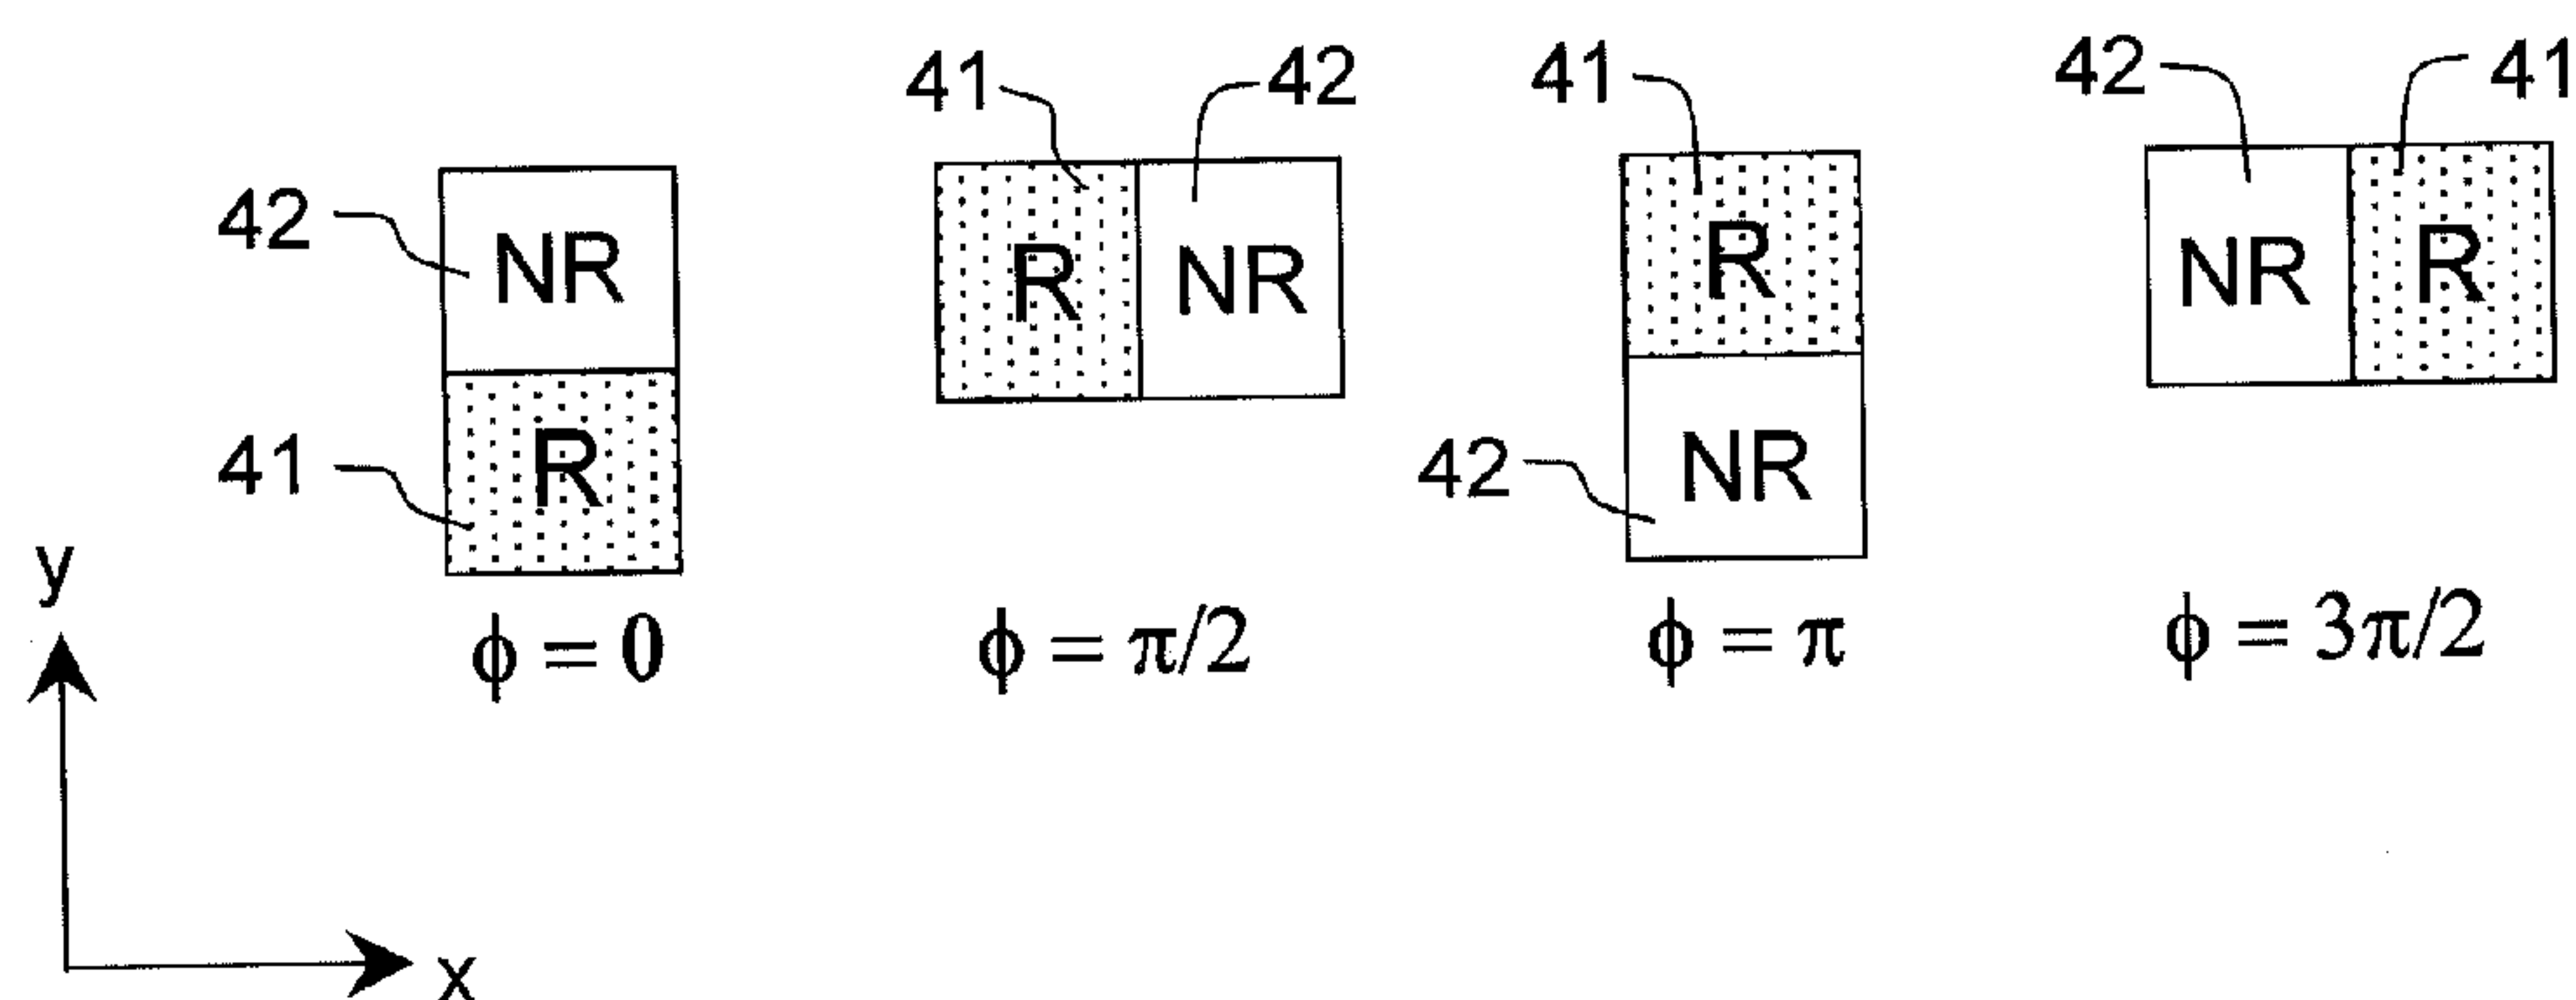 42 NR
41 R
ϕ = 0
41 42
R NR
ϕ = π/2
41 R
42 NR
ϕ = π
42 41
NR R
ϕ = 3π/2
y
x